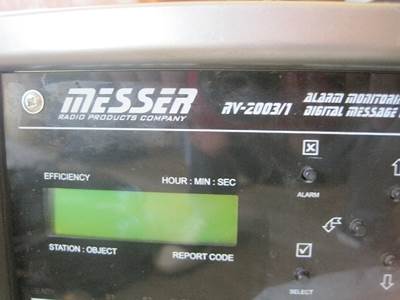 MESSER
RADIO PRODUCTS COMPANY
RV-2003/1
ALARM MONITORIN
DIGITAL MESSAGE
EFFICIENCY
HOUR : MIN : SEC
ALARM
STATION : OBJECT
REPORT CODE
SELECT